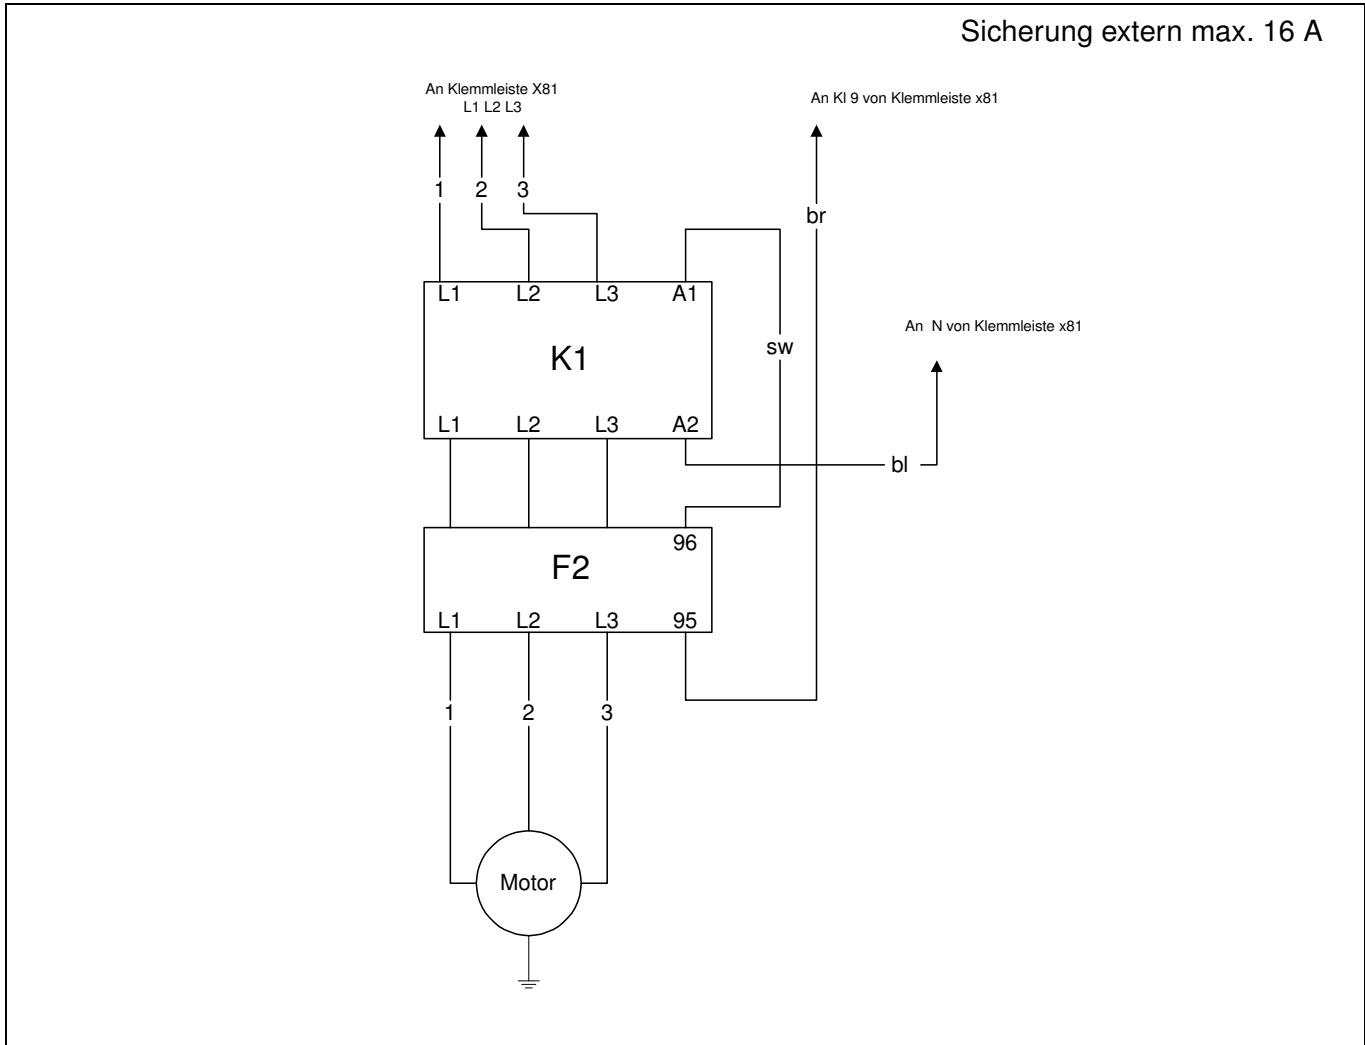 Sicherung extern max. 16 A
An Klemmleiste X81
L1 L2 L3
An Kl 9 von Klemmleiste x81
1 2 3
br
L1 L2 L3 A1
An N von Klemmleiste x81
sw
K1
L1 L2 L3 A2
bl
96
F2
L1 L2 L3 95
1 2 3
Motor